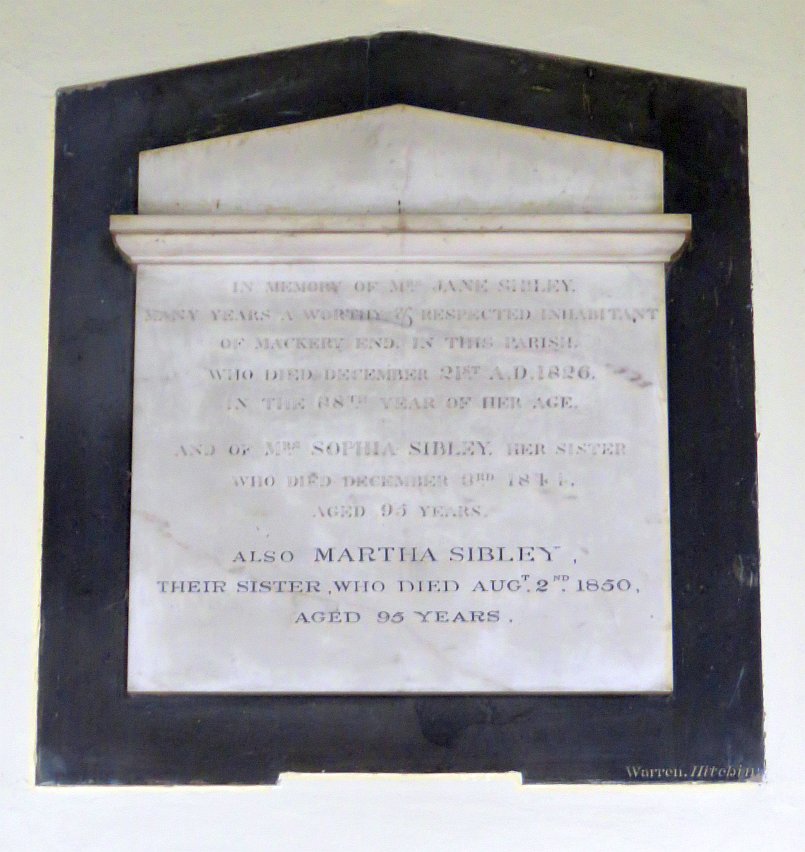 IN MEMORY OF MRS JANE SIBLEY.
MANY YEARS A WORTHY & RESPECTED INHABITANT
OF MACKERY END, IN THIS PARISH.
WHO DIED DECEMBER 21ST A.D. 1826.
IN THE 88TH YEAR OF HER AGE.
AND OF MRS SOPHIA SIBLEY. HER SISTER
WHO DIED DECEMBER
AGED 95 YEARS.
ALSO MARTHA SIBLEY,
THEIR SISTER, WHO DIED AUGT. 2ND. 1850,
AGED 95 YEARS.
Warren. Hitchin